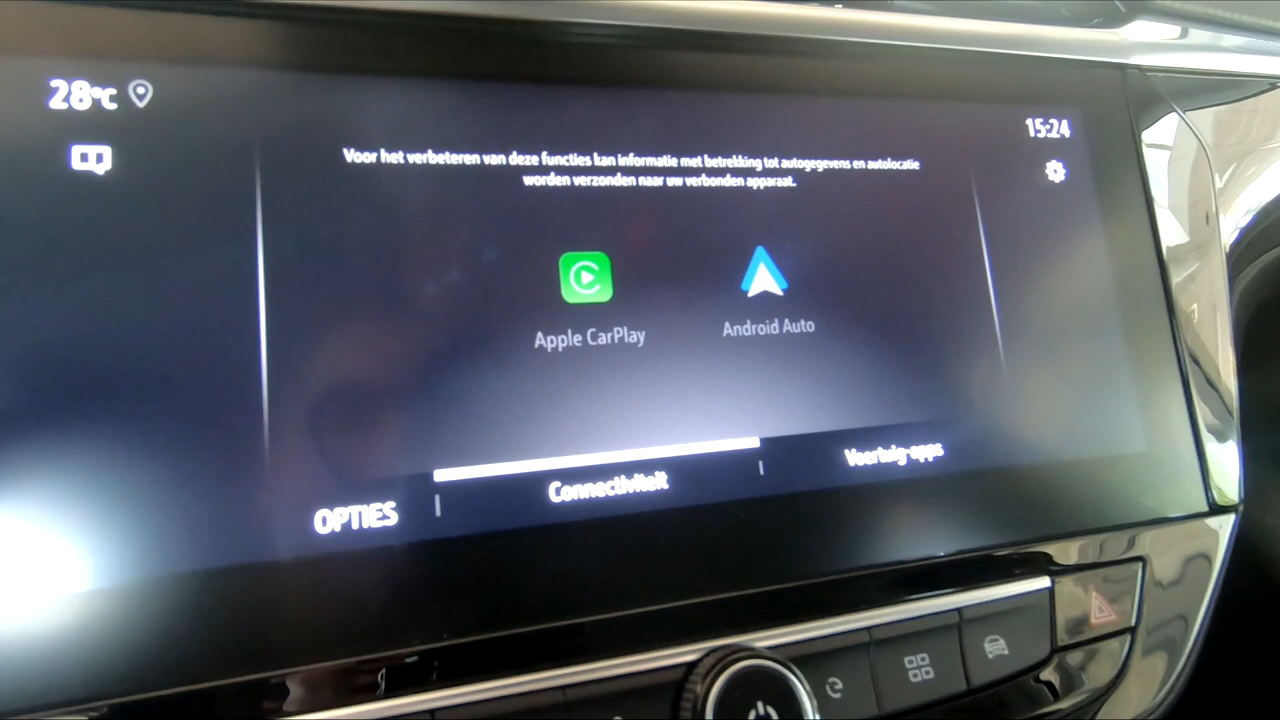 28°C
15:24
Voor het verbeteren van deze functies kan informatie met betrekking tot autogegevens en autolocatie
worden verzonden naar uw verbonden apparaat.
Apple CarPlay
Android Auto
OPTIES
Connectiviteit
Voertuig-apps